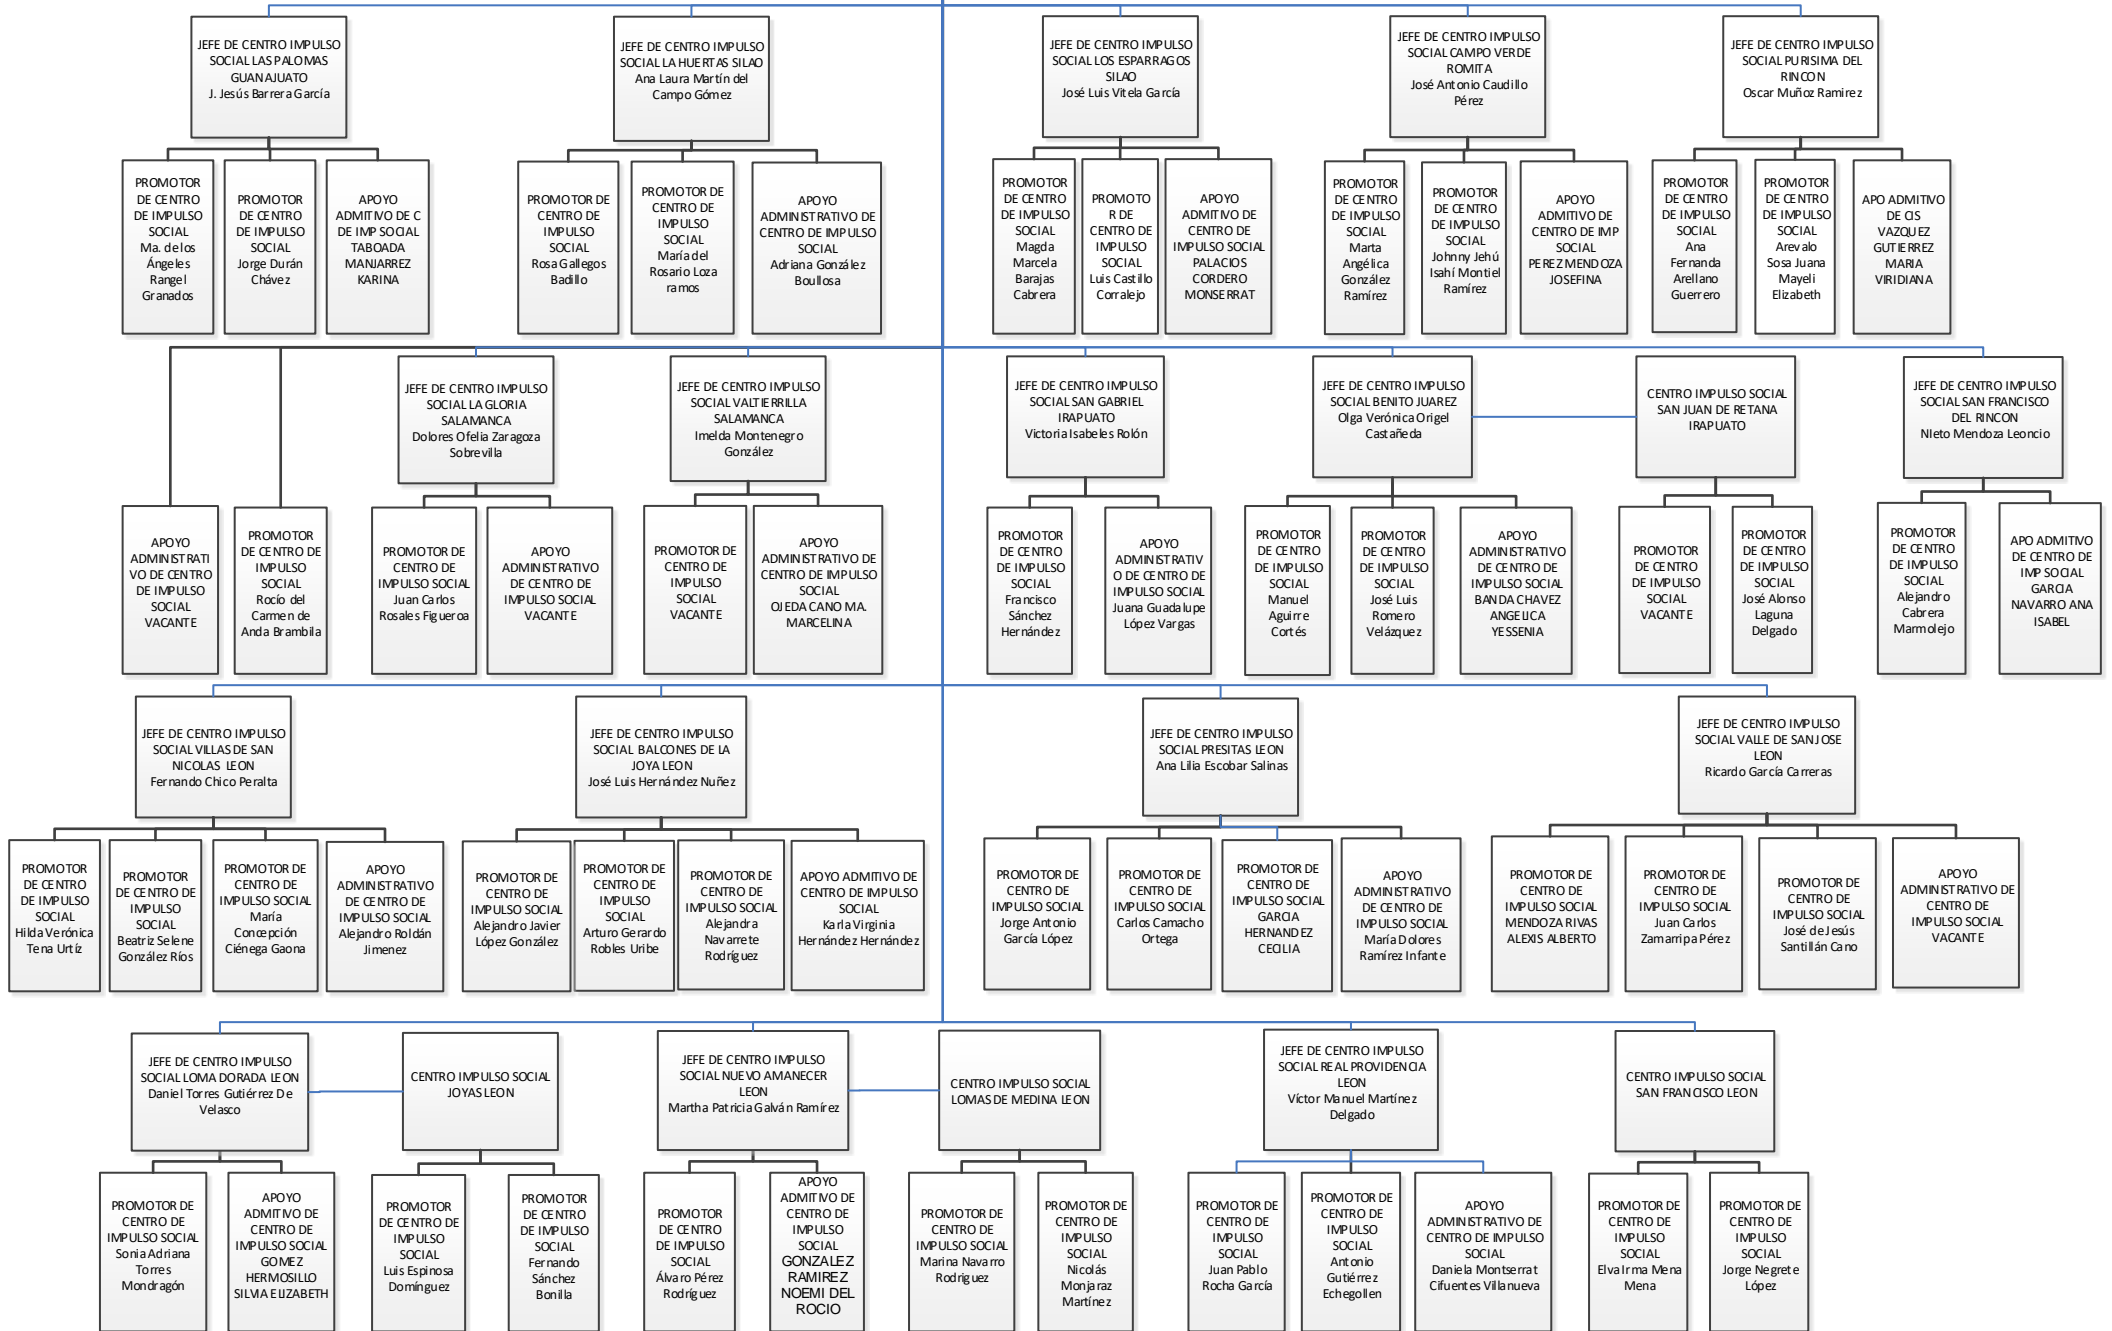 JEFE DE CENTRO IMPULSO
SOCIAL LAS PALOMAS
GUANAJUATO
J. Jesús Barrera García
JEFE DE CENTRO IMPULSO
SOCIAL LA HUERTAS SILAO
Ana Laura Martín del
Campo Gómez
JEFE DE CENTRO IMPULSO
SOCIAL LOS ESPARRAGOS
SILAO
José Luis Vitela García
JEFE DE CENTRO IMPULSO
SOCIAL CAMPO VERDE
ROMITA
José Antonio Caudillo
Pérez
JEFE DE CENTRO IMPULSO
SOCIAL PURISIMA DEL
RINCON
Oscar Muñoz Ramirez
PROMOTOR
DE CENTRO
DE IMPULSO
SOCIAL
Ma. de los
Ángeles
Rangel
Granados
PROMOTOR
DE CENTRO
DE IMPULSO
SOCIAL
Jorge Durán
Chávez
APOYO
ADMITIVO DE C
DE IMP SOCIAL
TABOADA
MANJARREZ
KARINA
PROMOTOR DE
CENTRO DE
IMPULSO
SOCIAL
Rosa Gallegos
Badillo
PROMOTOR DE
CENTRO DE
IMPULSO
SOCIAL
María del
Rosario Loza
ramos
APOYO
ADMINISTRATIVO DE
CENTRO DE IMPULSO
SOCIAL
Adriana González
Boullosa
PROMOTOR
DE CENTRO
DE IMPULSO
SOCIAL
Magda
Marcela
Barajas
Cabrera
PROMOTO
R DE
CENTRO DE
IMPULSO
SOCIAL
Luis Castillo
Corralejo
APOYO
ADMITIVO DE
CENTRO DE
IMPULSO SOCIAL
PALACIOS
CORDERO
MONSERRAT
PROMOTOR
DE CENTRO
DE IMPULSO
SOCIAL
Marta
Angélica
González
Ramírez
PROMOTOR
DE CENTRO
DE IMPULSO
SOCIAL
Johnny Jehú
Isahí Montiel
Ramírez
APOYO
ADMITIVO DE
CENTRO DE IMP
SOCIAL
PEREZ MENDOZA
JOSEFINA
PROMOTOR
DE CENTRO
DE IMPULSO
SOCIAL
Ana
Fernanda
Arellano
Guerrero
PROMOTOR
DE CENTRO
DE IMPULSO
SOCIAL
Arevalo
Sosa Juana
Mayeli
Elizabeth
APO ADMITIVO
DE CIS
VAZQUEZ
GUTIERREZ
MARIA
VIRIDIANA
JEFE DE CENTRO IMPULSO
SOCIAL LA GLORIA
SALAMANCA
Dolores Ofelia Zaragoza
Sobrevilla
JEFE DE CENTRO IMPULSO
SOCIAL VALTIERRILLA
SALAMANCA
Imelda Montenegro
González
JEFE DE CENTRO IMPULSO
SOCIAL SAN GABRIEL
IRAPUATO
Victoria Isabeles Rolón
JEFE DE CENTRO IMPULSO
SOCIAL BENITO JUAREZ
Olga Verónica Origel
Castañeda
CENTRO IMPULSO SOCIAL
SAN JUAN DE RETANA
IRAPUATO
JEFE DE CENTRO IMPULSO
SOCIAL SAN FRANCISCO
DEL RINCON
NIeto Mendoza Leoncio
APOYO
ADMINISTRATI
VO DE CENTRO
DE IMPULSO
SOCIAL
VACANTE
PROMOTOR
DE CENTRO DE
IMPULSO
SOCIAL
Rocío del
Carmen de
Anda Brambila
PROMOTOR DE
CENTRO DE
IMPULSO SOCIAL
Juan Carlos
Rosales Figueroa
APOYO
ADMINISTRATIVO
DE CENTRO DE
IMPULSO SOCIAL
VACANTE
PROMOTOR DE
CENTRO DE
IMPULSO
SOCIAL
VACANTE
APOYO
ADMINISTRATIVO DE
CENTRO DE IMPULSO
SOCIAL
OJEDA CANO MA.
MARCELINA
PROMOTOR
DE CENTRO
DE IMPULSO
SOCIAL
Francisco
Sánchez
Hernández
APOYO
ADMINISTRATIV
O DE CENTRO DE
IMPULSO SOCIAL
Juana Guadalupe
López Vargas
PROMOTOR
DE CENTRO
DE IMPULSO
SOCIAL
Manuel
Aguirre
Cortés
PROMOTOR
DE CENTRO
DE IMPULSO
SOCIAL
José Luis
Romero
Velázquez
APOYO
ADMINISTRATIVO
DE CENTRO DE
IMPULSO SOCIAL
BANDA CHAVEZ
ANGELICA
YESSENIA
PROMOTOR
DE CENTRO
DE IMPULSO
SOCIAL
VACANTE
PROMOTOR
DE CENTRO
DE IMPULSO
SOCIAL
José Alonso
Laguna
Delgado
PROMOTOR
DE CENTRO
DE IMPULSO
SOCIAL
Alejandro
Cabrera
Marmolejo
APO ADMITIVO
DE CENTRO DE
IMP SOCIAL
GARCIA
NAVARRO ANA
ISABEL
JEFE DE CENTRO IMPULSO
SOCIAL VILLAS DE SAN
NICOLAS LEON
Fernando Chico Peralta
JEFE DE CENTRO IMPULSO
SOCIAL BALCONES DE LA
JOYA LEON
José Luis Hernández Nuñez
JEFE DE CENTRO IMPULSO
SOCIAL PRESITAS LEON
Ana Lilia Escobar Salinas
JEFE DE CENTRO IMPULSO
SOCIAL VALLE DE SAN JOSE
LEON
Ricardo García Carreras
PROMOTOR
DE CENTRO
DE IMPULSO
SOCIAL
Hilda Verónica
Tena Urtíz
PROMOTOR
DE CENTRO DE
IMPULSO
SOCIAL
Beatriz Selene
González Ríos
PROMOTOR DE
CENTRO DE
IMPULSO SOCIAL
María
Concepción
Ciénega Gaona
APOYO
ADMINISTRATIVO
DE CENTRO DE
IMPULSO SOCIAL
Alejandro Roldán
Jimenez
PROMOTOR DE
CENTRO DE
IMPULSO SOCIAL
Alejandro Javier
López González
PROMOTOR DE
CENTRO DE
IMPULSO
SOCIAL
Arturo Gerardo
Robles Uribe
PROMOTOR DE
CENTRO DE
IMPULSO SOCIAL
Alejandra
Navarrete
Rodríguez
APOYO ADMITIVO DE
CENTRO DE IMPULSO
SOCIAL
Karla Virginia
Hernández Hernández
PROMOTOR DE
CENTRO DE
IMPULSO SOCIAL
Jorge Antonio
García López
PROMOTOR DE
CENTRO DE
IMPULSO SOCIAL
Carlos Camacho
Ortega
PROMOTOR DE
CENTRO DE
IMPULSO SOCIAL
GARCIA
HERNANDEZ
CECILIA
APOYO
ADMINISTRATIVO
DE CENTRO DE
IMPULSO SOCIAL
María Dolores
Ramírez Infante
PROMOTOR DE
CENTRO DE
IMPULSO SOCIAL
MENDOZA RIVAS
ALEXIS ALBERTO
PROMOTOR DE
CENTRO DE
IMPULSO SOCIAL
Juan Carlos
Zamarripa Pérez
PROMOTOR DE
CENTRO DE
IMPULSO SOCIAL
José de Jesús
Santillán Cano
APOYO
ADMINISTRATIVO DE
CENTRO DE
IMPULSO SOCIAL
VACANTE
JEFE DE CENTRO IMPULSO
SOCIAL LOMA DORADA LEON
Daniel Torres Gutiérrez De
Velasco
CENTRO IMPULSO SOCIAL
JOYAS LEON
JEFE DE CENTRO IMPULSO
SOCIAL NUEVO AMANECER
LEON
Martha Patricia Galván Ramírez
CENTRO IMPULSO SOCIAL
LOMAS DE MEDINA LEON
JEFE DE CENTRO IMPULSO
SOCIAL REAL PROVIDENCIA
LEON
Víctor Manuel Martínez
Delgado
CENTRO IMPULSO SOCIAL
SAN FRANCISCO LEON
PROMOTOR DE
CENTRO DE
IMPULSO SOCIAL
Sonia Adriana
Torres
Mondragón
APOYO
ADMITIVO DE
CENTRO DE
IMPULSO SOCIAL
GOMEZ
HERMOSILLO
SILVIA ELIZABETH
PROMOTOR
DE CENTRO DE
IMPULSO
SOCIAL
Luis Espinosa
Domínguez
PROMOTOR
DE CENTRO
DE IMPULSO
SOCIAL
Fernando
Sánchez
Bonilla
PROMOTOR
DE CENTRO
DE IMPULSO
SOCIAL
Álvaro Pérez
Rodríguez
APOYO
ADMITIVO DE
CENTRO DE
IMPULSO
SOCIAL
GONZALEZ
RAMIREZ
NOEMI DEL
ROCIO
PROMOTOR DE
CENTRO DE
IMPULSO SOCIAL
Marina Navarro
Rodriguez
PROMOTOR DE
CENTRO DE
IMPULSO
SOCIAL
Nicolás
Monjaraz
Martínez
PROMOTOR DE
CENTRO DE
IMPULSO
SOCIAL
Juan Pablo
Rocha García
PROMOTOR DE
CENTRO DE
IMPULSO
SOCIAL
Antonio
Gutiérrez
Echegollen
APOYO
ADMINISTRATIVO DE
CENTRO DE IMPULSO
SOCIAL
Daniela Montserrat
Cifuentes Villanueva
PROMOTOR DE
CENTRO DE
IMPULSO
SOCIAL
Elva Irma Mena
Mena
PROMOTOR DE
CENTRO DE
IMPULSO
SOCIAL
Jorge Negrete
López